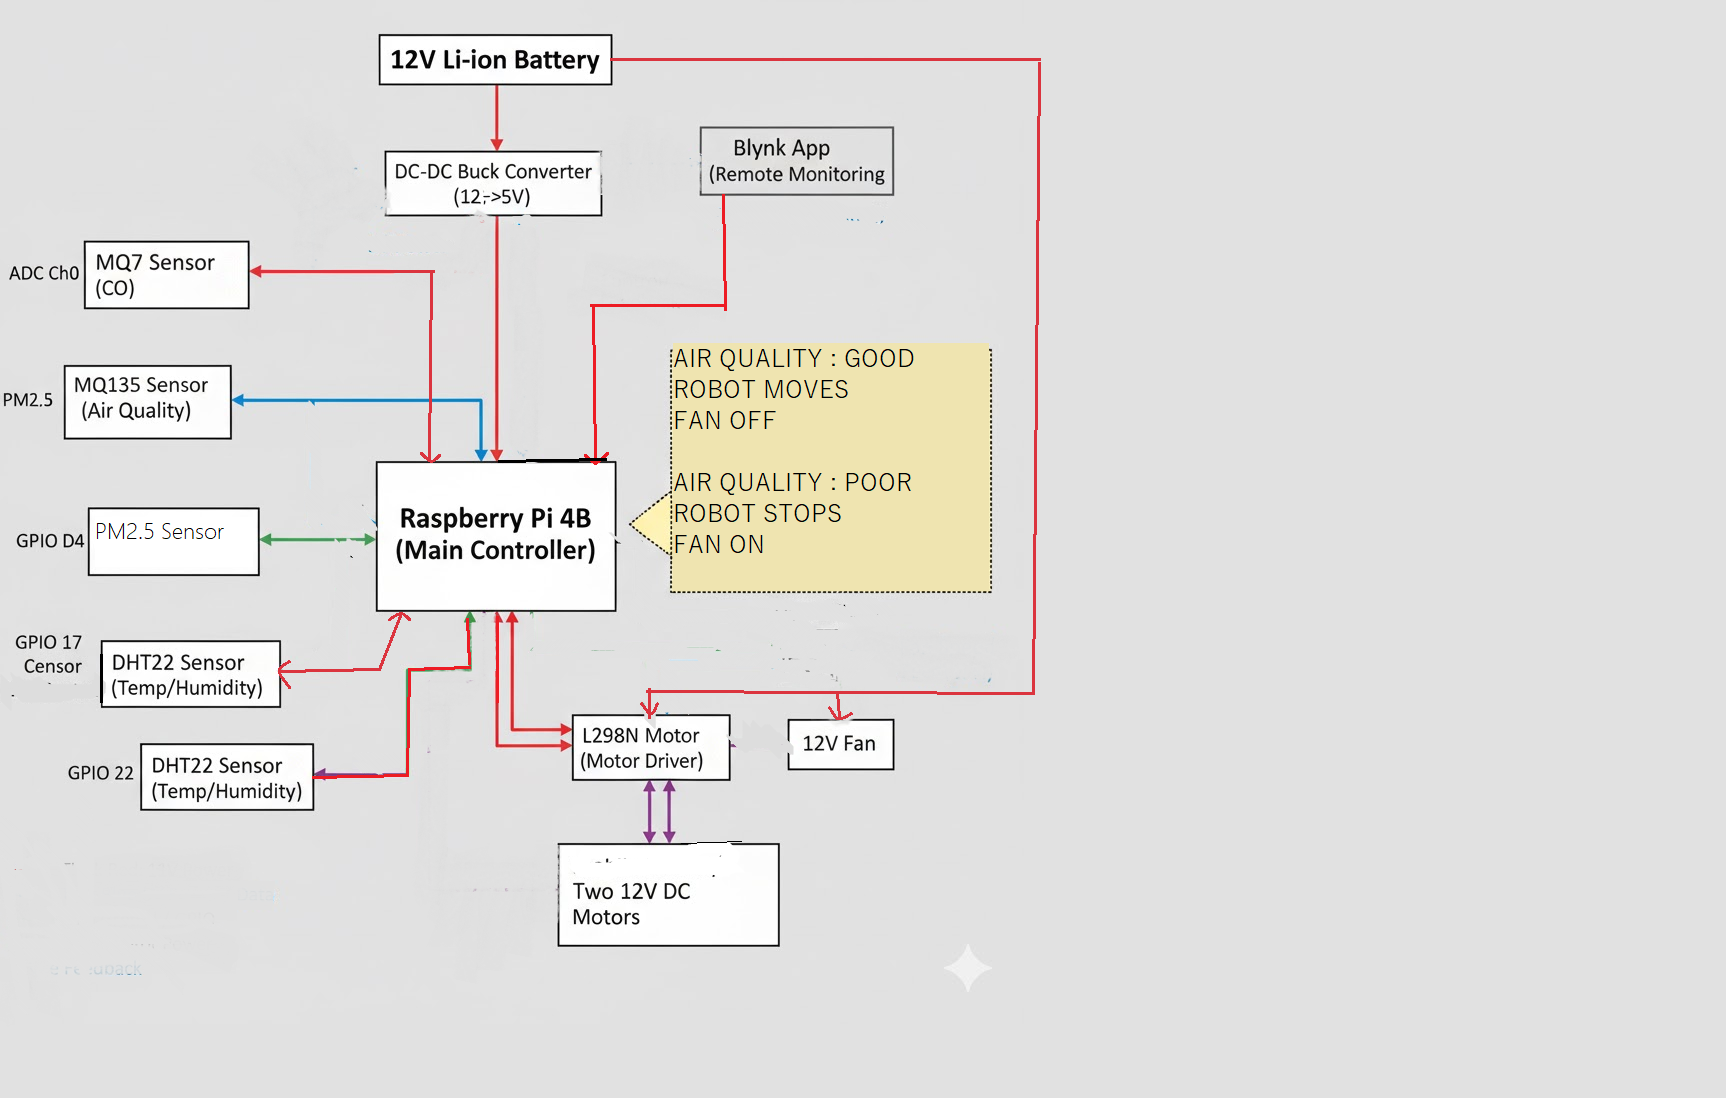 12V Li-ion Battery
DC-DC Buck Converter
(12->5V)
Blynk App
(Remote Monitoring
ADC Ch0
MQ7 Sensor
(CO)
PM2.5
MQ135 Sensor
(Air Quality)
AIR QUALITY : GOOD
ROBOT MOVES
FAN OFF
AIR QUALITY : POOR
ROBOT STOPS
FAN ON
Raspberry Pi 4B
(Main Controller)
GPIO D4
PM2.5 Sensor
GPIO 17
Censor
DHT22 Sensor
(Temp/Humidity)
GPIO 22
DHT22 Sensor
(Temp/Humidity)
L298N Motor
(Motor Driver)
12V Fan
Two 12V DC
Motors